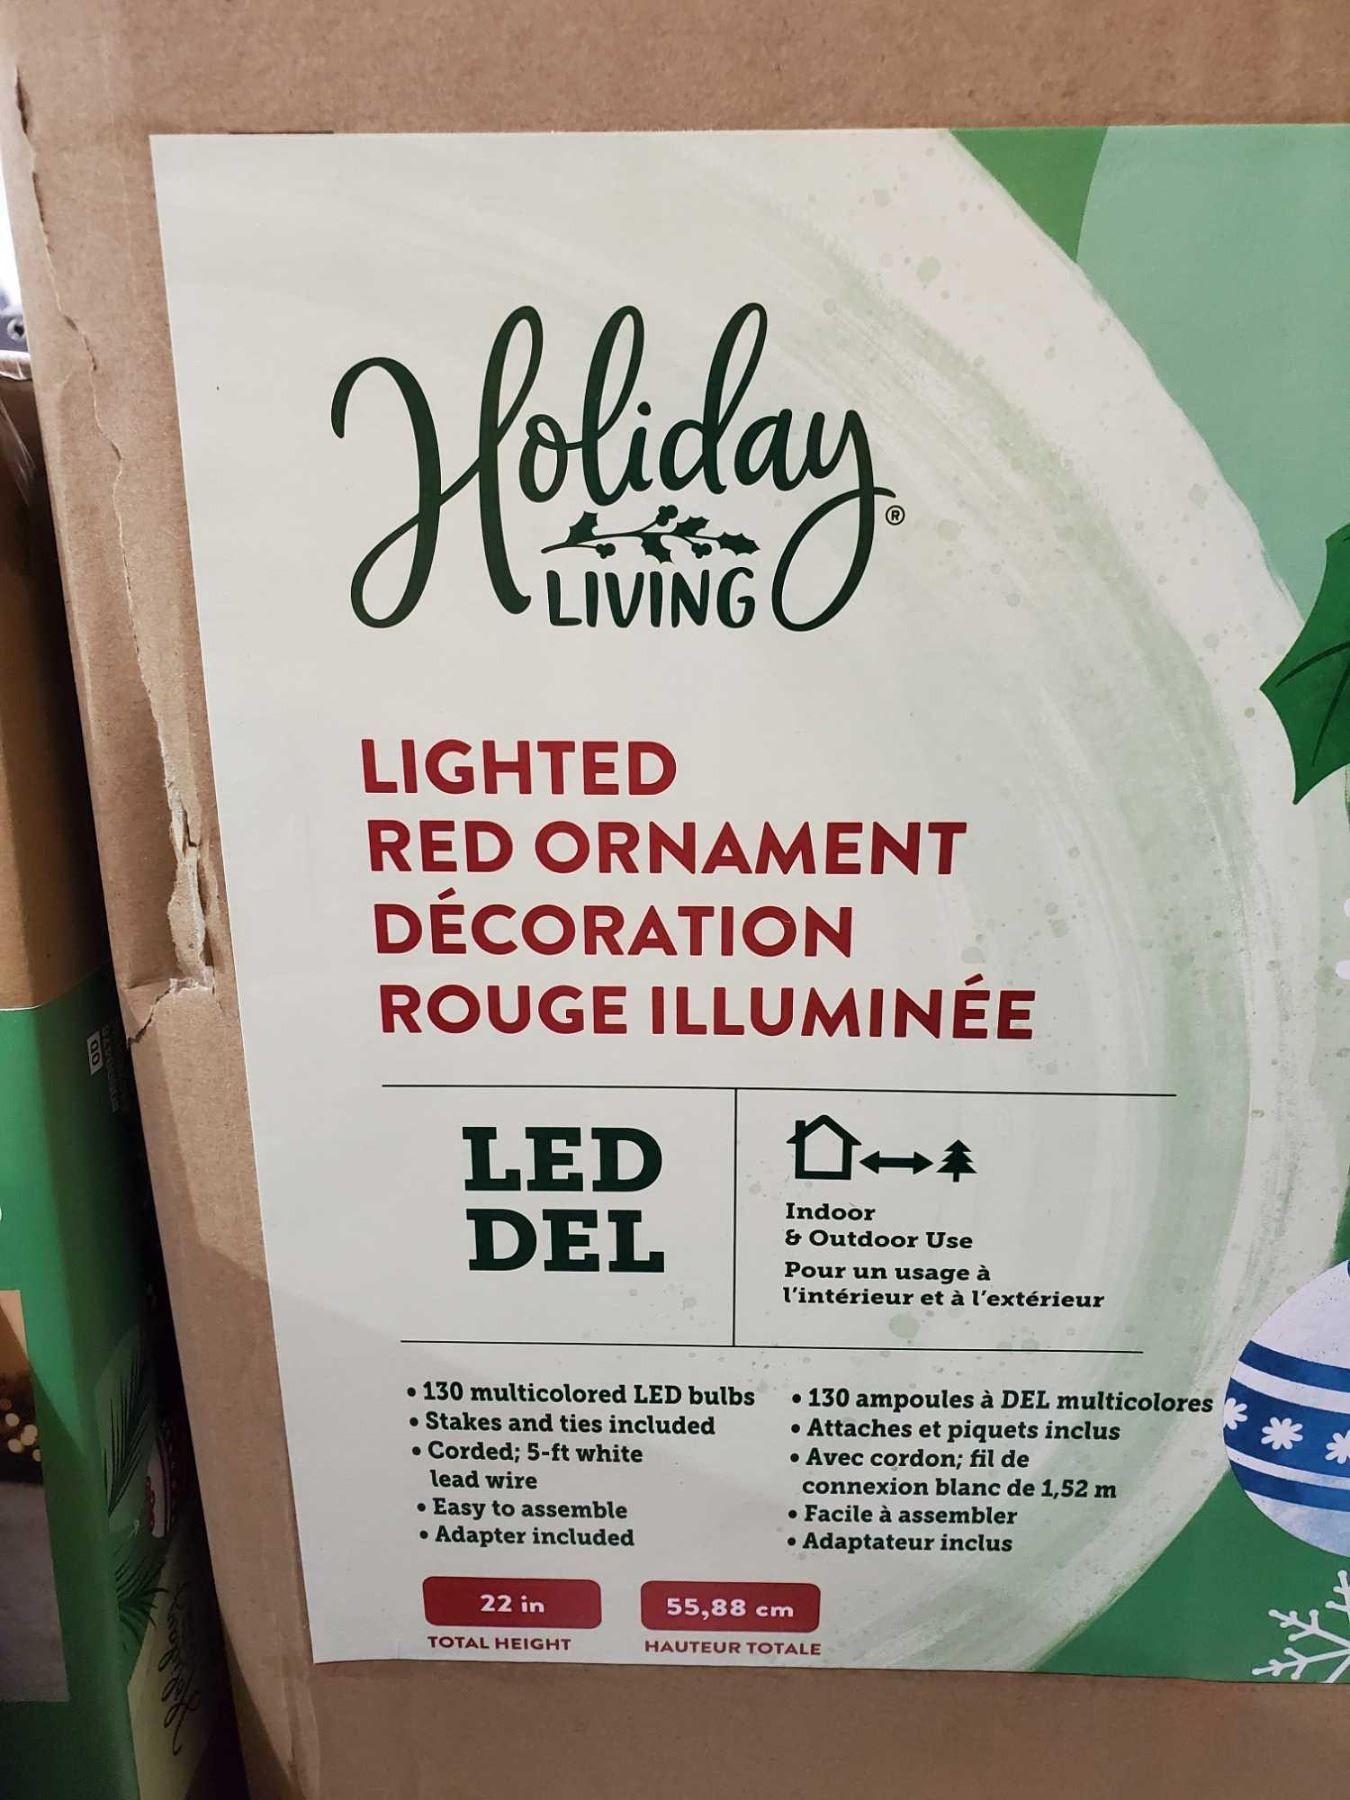 Holiday
LIVING
®
LIGHTED
RED ORNAMENT
DÉCORATION
ROUGE ILLUMINÉE
LED
DEL
Indoor
& Outdoor Use
Pour un usage à
l'intérieur et à l'extérieur
• 130 multicolored LED bulbs
• Stakes and ties included
• Corded; 5-ft white
lead wire
• Easy to assemble
• Adapter included
• 130 ampoules à DEL multicolores
• Attaches et piquets inclus
• Avec cordon; fil de
connexion blanc de 1,52 m
• Facile à assembler
• Adaptateur inclus
22 in
TOTAL HEIGHT
55,88 cm
HAUTEUR TOTALE